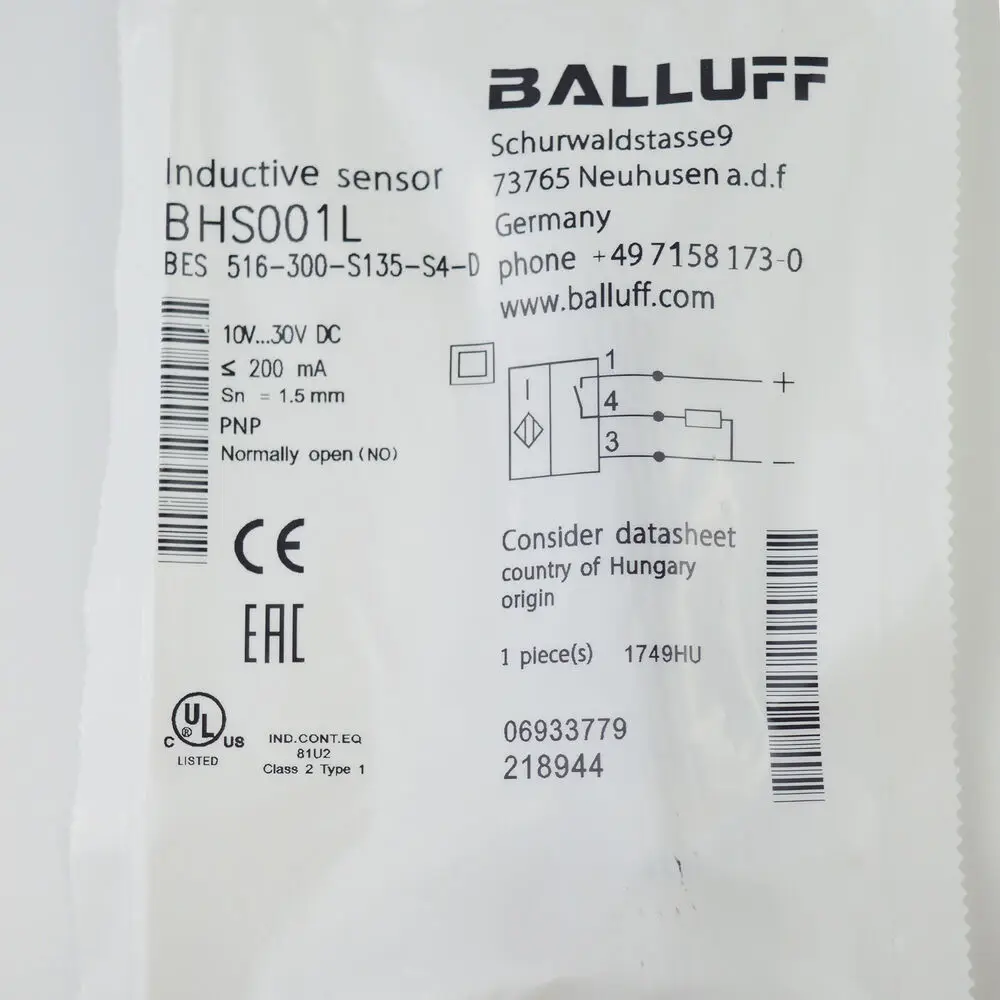 BALLUFF
Schurwaldstasse9
73765 Neuhusen a.d.f
Germany
phone +49 7158 173-0
www.balluff.com
Inductive sensor
BHS001L
BES 516-300-S135-S4-D
10V...30V DC
≤ 200 mA
Sn = 1.5 mm
PNP
Normally open (NO)
1
+
4
3
−
CE
EAC
Consider datasheet
country of Hungary
origin
1 piece(s) 1749HU
06933779
218944
C UL ® US
LISTED
IND.CONT.EQ
81U2
Class 2 Type 1